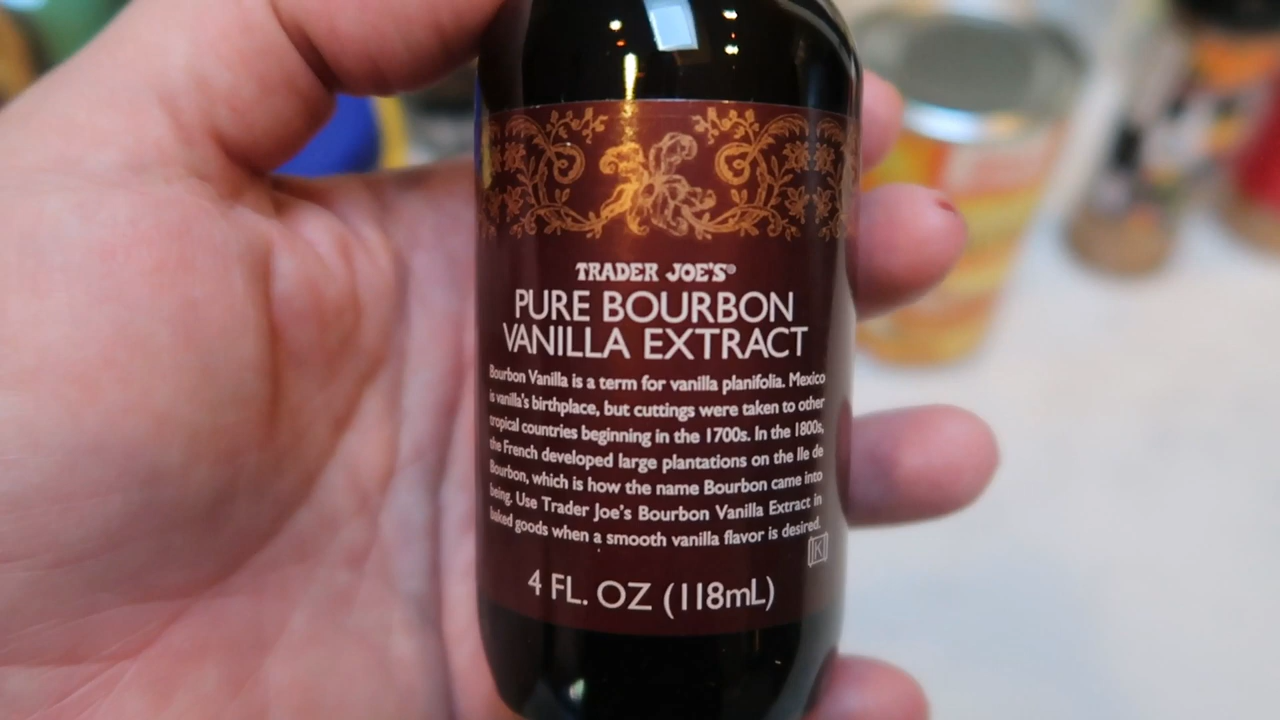 TRADER JOE'S®
PURE BOURBON
VANILLA EXTRACT
Bourbon Vanilla is a term for vanilla planifolia. Mexico
is vanilla's birthplace, but cuttings were taken to other
tropical countries beginning in the 1700s. In the 1800s,
the French developed large plantations on the Ile de
Bourbon, which is how the name Bourbon came into
being. Use Trader Joe's Bourbon Vanilla Extract in
baked goods when a smooth vanilla flavor is desired.
K
4 FL. OZ (118mL)